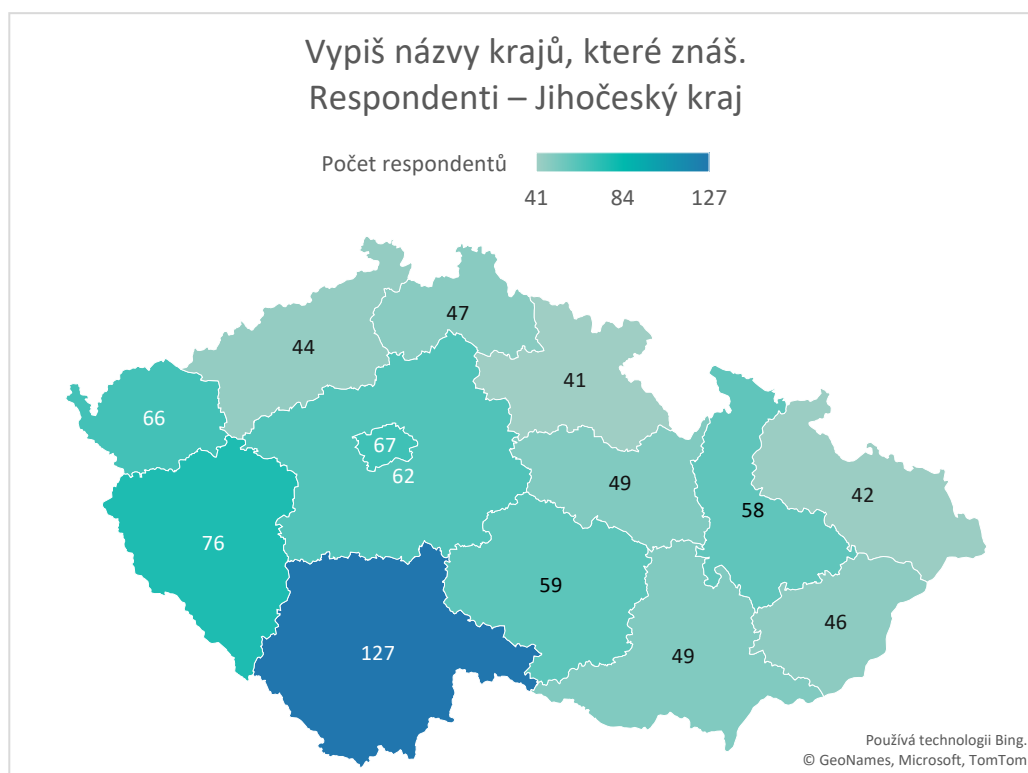 Vypiš názvy krajů, které znáš.
Respondenti – Jihočeský kraj
Počet respondentů
41 84 127
47
44
41
66
67
62
49
42
58
76
59
46
127
49
Používá technologii Bing.
© GeoNames, Microsoft, TomTom